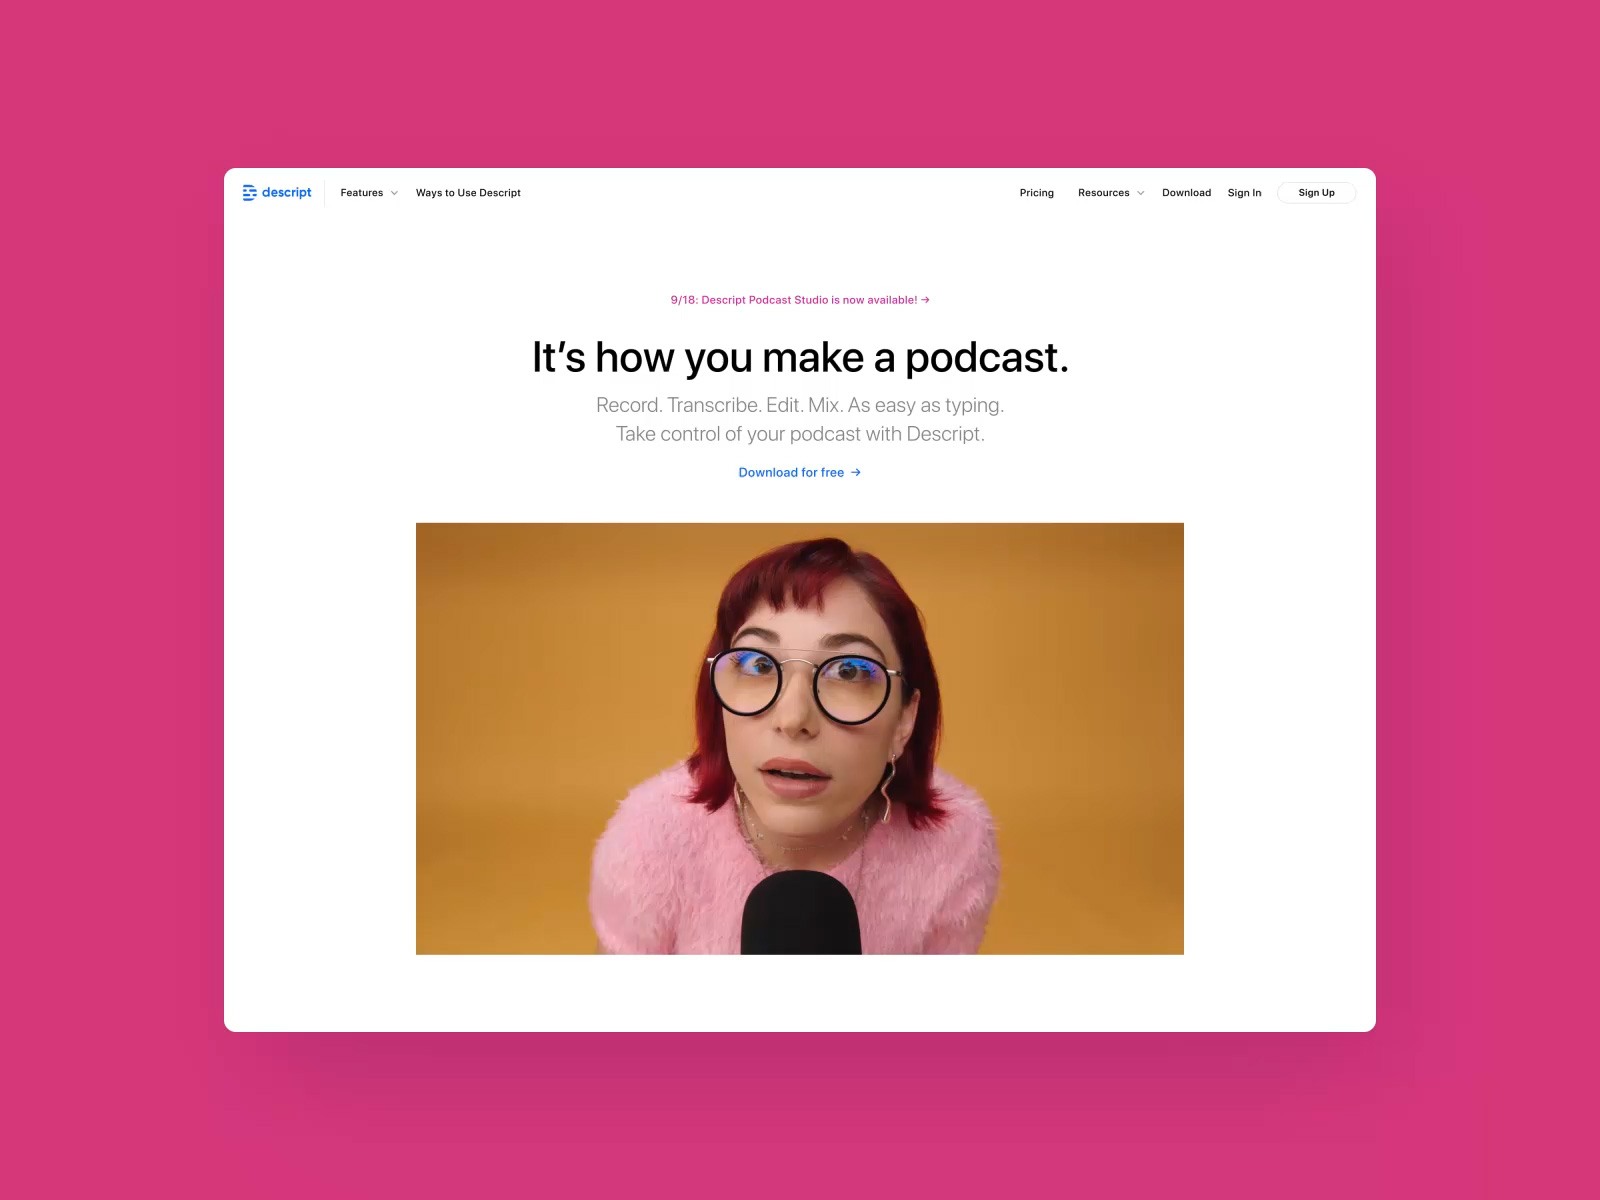 descript
Features
Ways to Use Descript
Pricing
Resources
Download
Sign In
Sign Up
9/18: Descript Podcast Studio is now available! →
It’s how you make a podcast.
Record. Transcribe. Edit. Mix. As easy as typing.
Take control of your podcast with Descript.
Download for free →